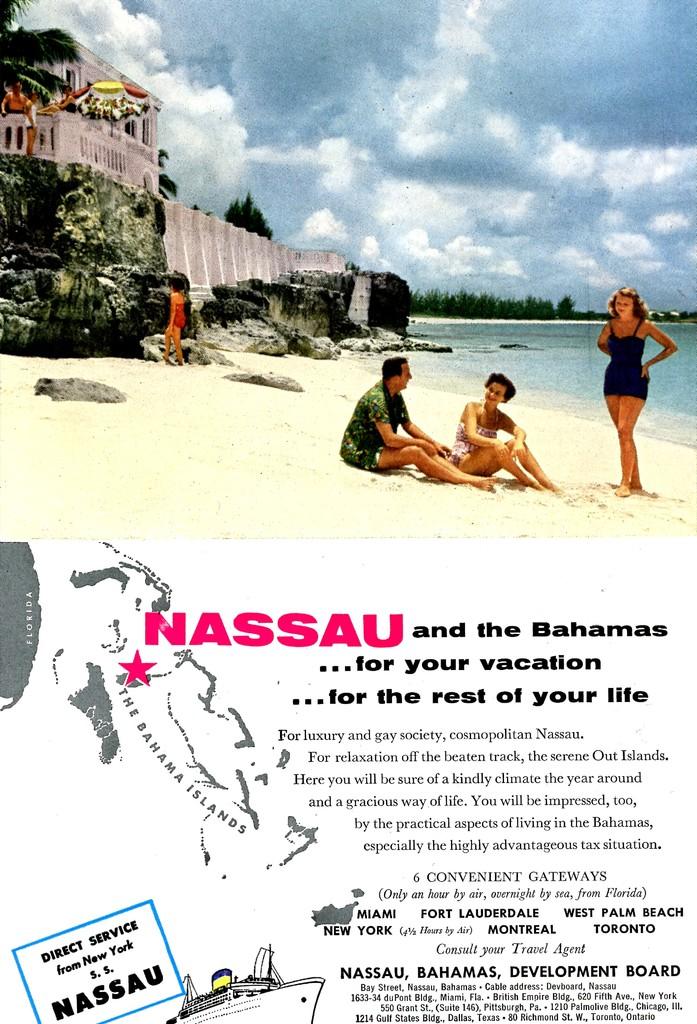 FLORIDA
THE BAHAMA ISLANDS
NASSAU and the Bahamas
...for your vacation
...for the rest of your life
For luxury and gay society, cosmopolitan Nassau.
For relaxation off the beaten track, the serene Out Islands.
Here you will be sure of a kindly climate the year around
and a gracious way of life. You will be impressed, too,
by the practical aspects of living in the Bahamas,
especially the highly advantageous tax situation.
6 CONVENIENT GATEWAYS
(Only an hour by air, overnight by sea, from Florida)
MIAMI FORT LAUDERDALE WEST PALM BEACH
NEW YORK (4½ Hours by Air) MONTREAL TORONTO
Consult your Travel Agent
NASSAU, BAHAMAS, DEVELOPMENT BOARD
Bay Street, Nassau, Bahamas • Cable address: Devboard, Nassau
1633-34 duPont Bldg., Miami, Fla. • British Empire Bldg., 620 Fifth Ave., New York
550 Grant St., (Suite 146), Pittsburgh, Pa. • 1210 Palmolive Bldg., Chicago, Ill.
1214 Gulf States Bldg., Dallas, Texas • 80 Richmond St. W., Toronto, Ontario
DIRECT SERVICE
from New York
S. S.
NASSAU